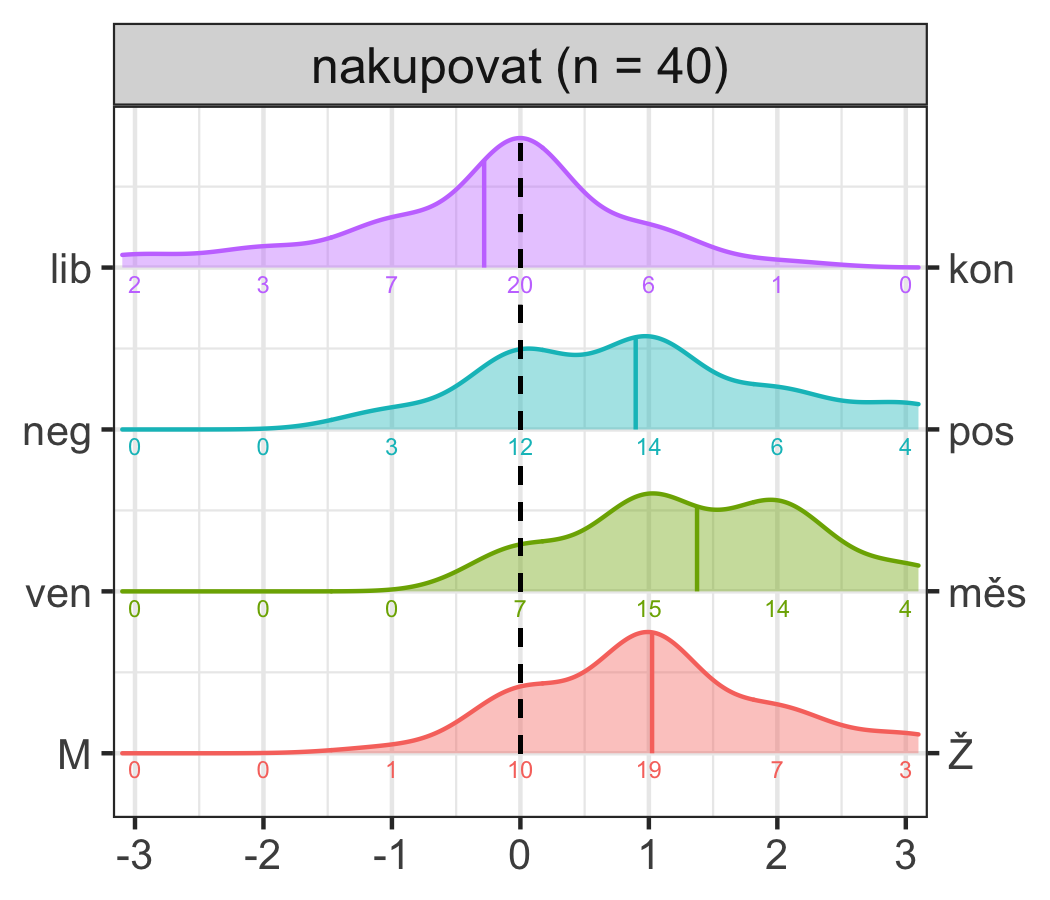 nakupovat (n = 40)
lib kon
2 3 7 20 6 1 0
neg pos
0 0 3 12 14 6 4
ven měs
0 0 0 7 15 14 4
M Ž
0 0 1 10 19 7 3
-3 -2 -1 0 1 2 3